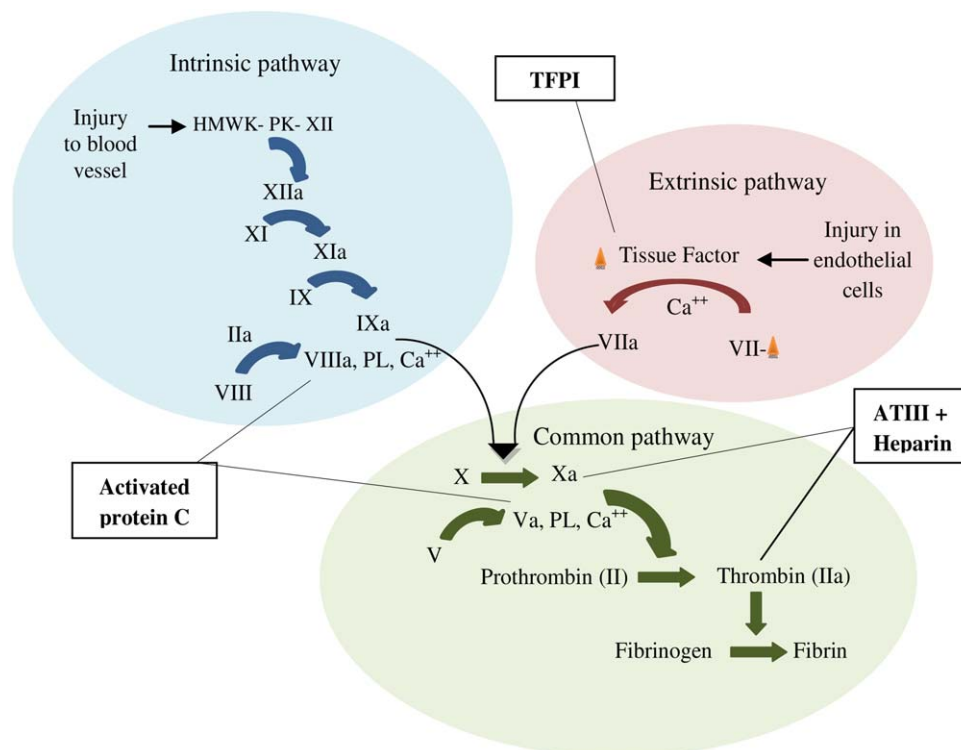 Intrinsic pathway
Injury
to blood
vessel
HMWK- PK- XII
XIIa
XI
XIa
IX
IXa
IIa
VIIIa, PL, Ca++
VIII
TFPI
Extrinsic pathway
Tissue Factor
Injury in
endothelial
cells
Ca++
VIIa
VII-
ATIII +
Heparin
Activated
protein C
Common pathway
X
Xa
Va, PL, Ca++
V
Prothrombin (II)
Thrombin (IIa)
Fibrinogen
Fibrin